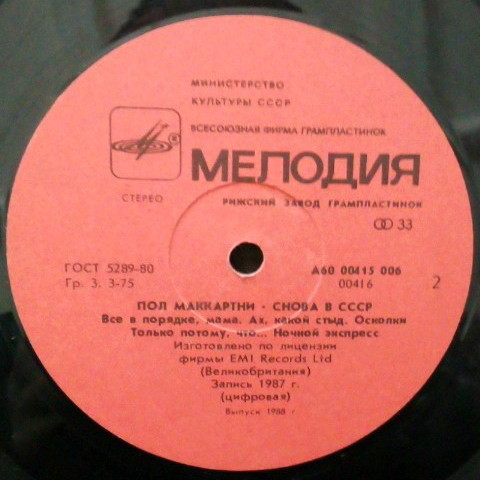 МИНИСТЕРСТВО
КУЛЬТУРЫ СССР
ВСЕСОЮЗНАЯ ФИРМА ГРАМПЛАСТИНОК
®
МЕЛОДИЯ
СТЕРЕО
РИЖСКИЙ ЗАВОД ГРАМПЛАСТИНОК
33
ГОСТ 5289-80
А60 00415 006
Гр. 3. 3-75
00416
2
ПОЛ МАККАРТНИ - СНОВА В СССР
Все в порядке, мама. Ах, какой стыд. Осколки
Только потому, что... Ночной экспресс
Изготовлено по лицензии
фирмы EMI Records Ltd
(Великобритания)
Запись 1987 г.
(цифровая)
Выпуск 1988 г